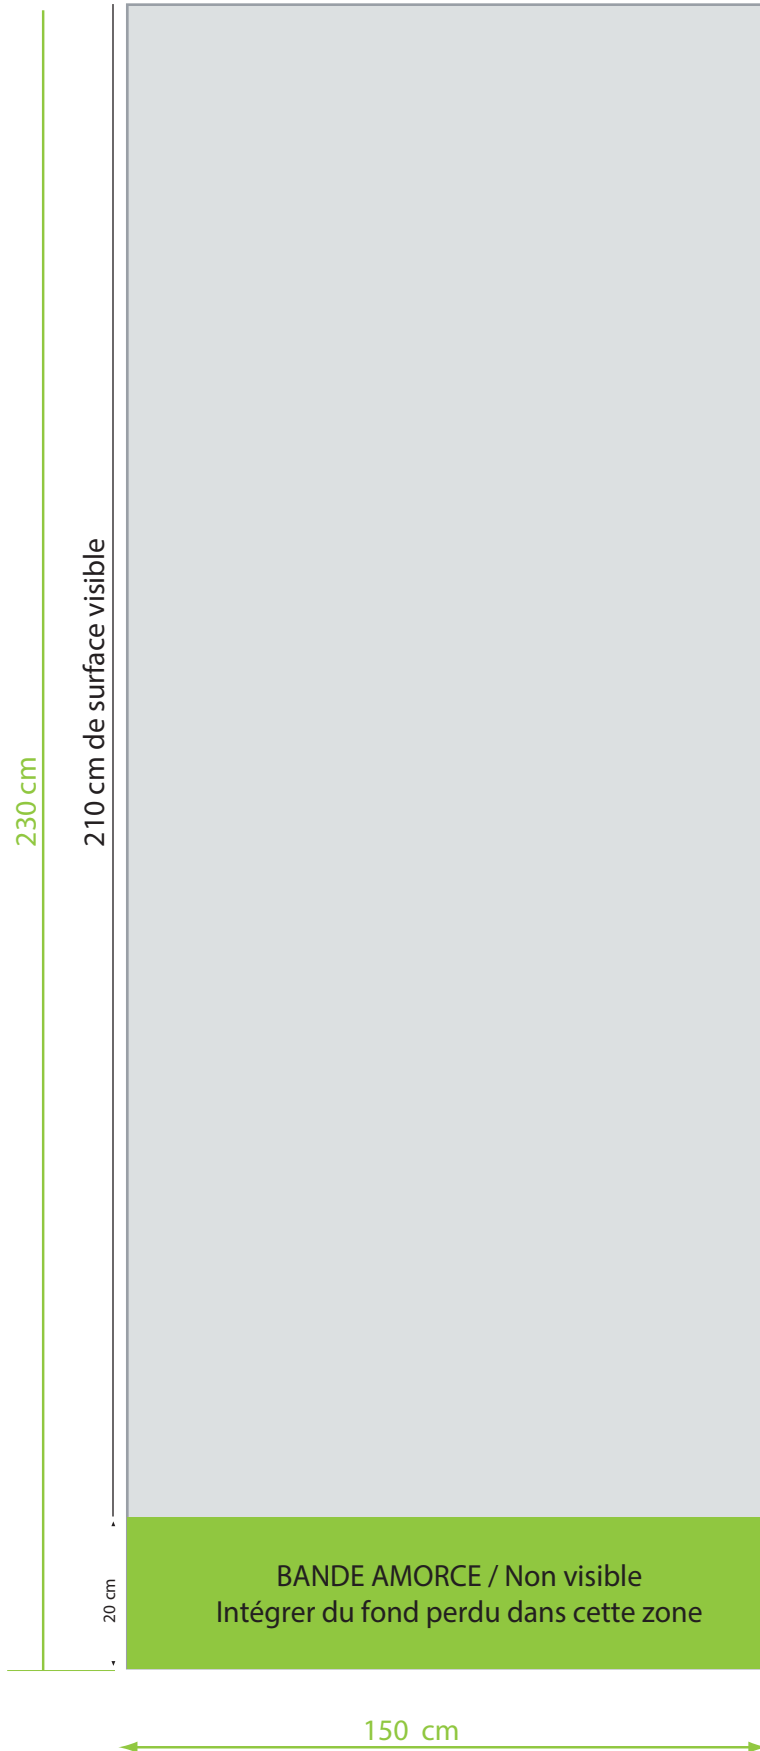 230 cm
210 cm de surface visible
20 cm
BANDE AMORCE / Non visible
Intégrer du fond perdu dans cette zone
150 cm